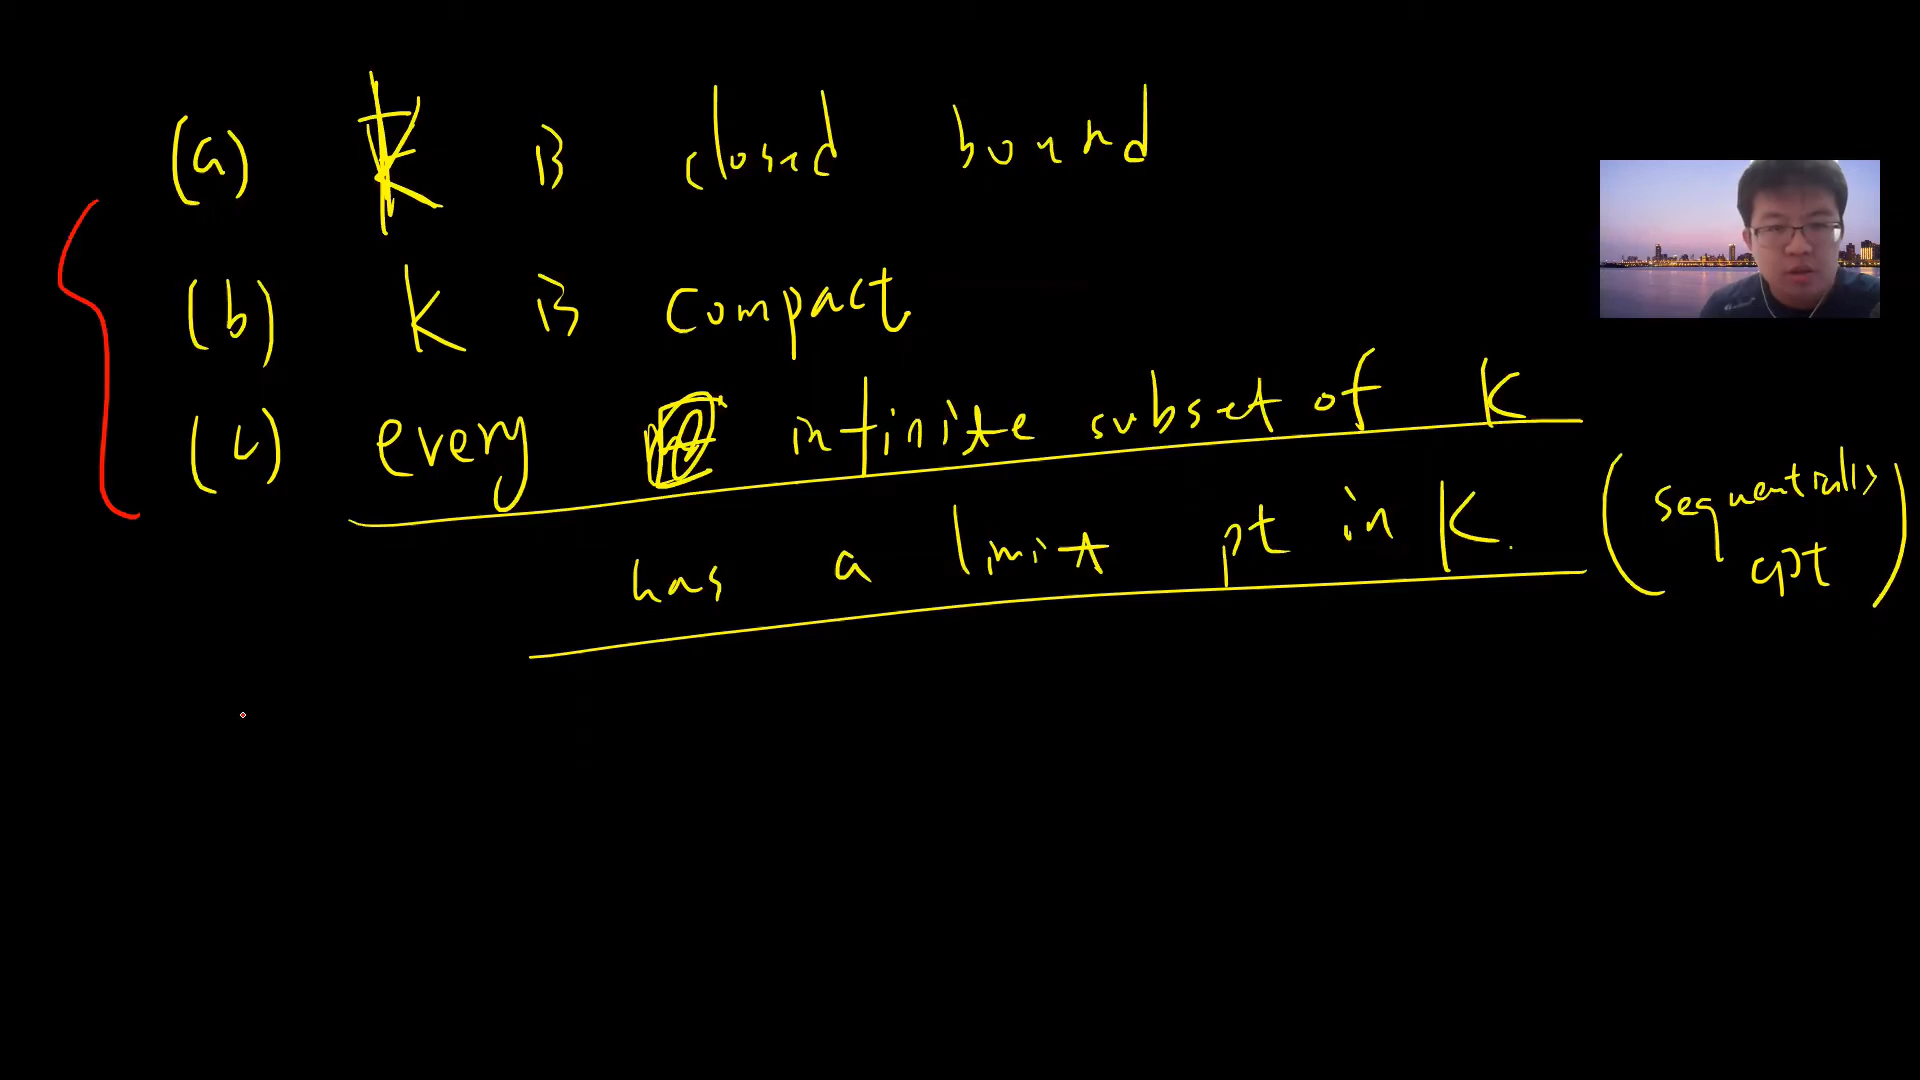 (a) K is closed bound
(b) K is compact
(c) every infinite subset of K
has a limit pt in K.
(sequentially
cpt)